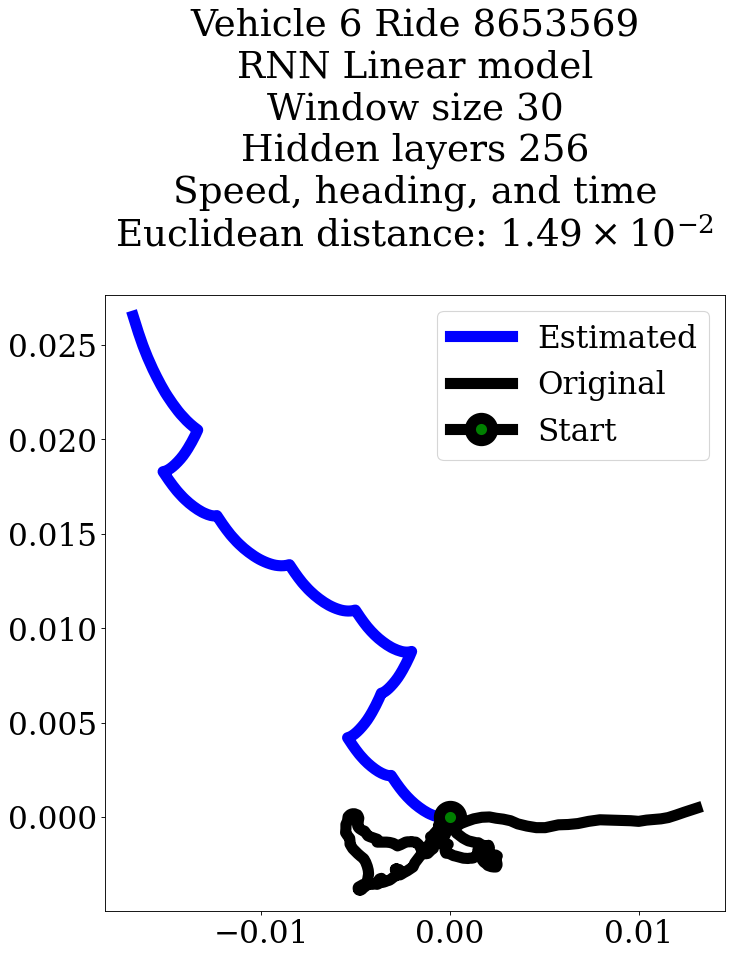 Vehicle 6 Ride 8653569
RNN Linear model
Window size 30
Hidden layers 256
Speed, heading, and time
Euclidean distance: 1.49 × 10⁻²
Estimated
Original
Start
0.025
0.020
0.015
0.010
0.005
0.000
−0.01 0.00 0.01